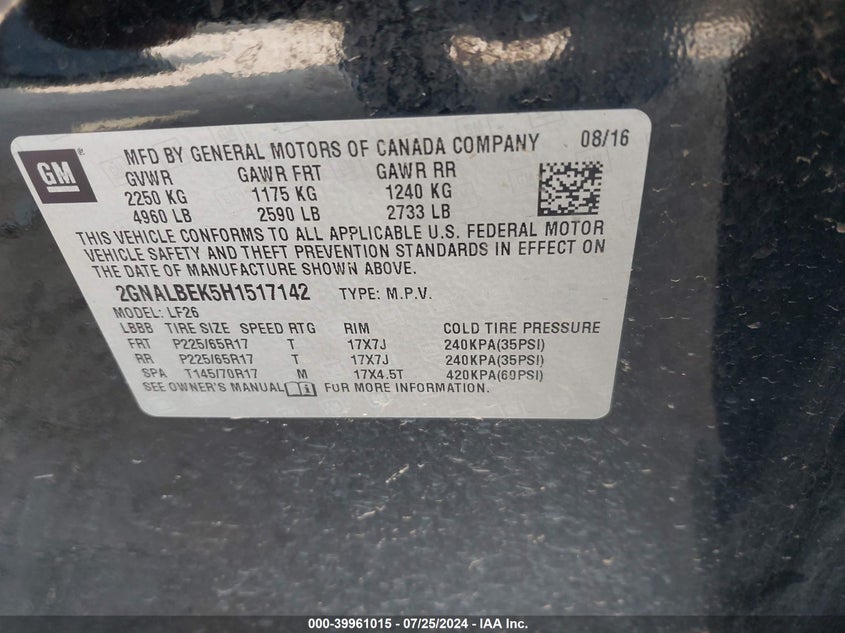 GM ® MFD BY GENERAL MOTORS OF CANADA COMPANY 08/16
GVWR GAWR FRT GAWR RR
2250 KG 1175 KG 1240 KG
4960 LB 2590 LB 2733 LB
THIS VEHICLE CONFORMS TO ALL APPLICABLE U.S. FEDERAL MOTOR
VEHICLE SAFETY AND THEFT PREVENTION STANDARDS IN EFFECT ON
THE DATE OF MANUFACTURE SHOWN ABOVE.
2GNALBEK5H1517142 TYPE: M.P.V.
MODEL: LF26
LBBB TIRE SIZE SPEED RTG RIM COLD TIRE PRESSURE
FRT P225/65R17 T 17X7J 240KPA(35PSI)
RR P225/65R17 T 17X7J 240KPA(35PSI)
SPA T145/70R17 M 17X4.5T 420KPA(60PSI)
SEE OWNER'S MANUAL FOR MORE INFORMATION.
000-39961015 - 07/25/2024 - IAA Inc.